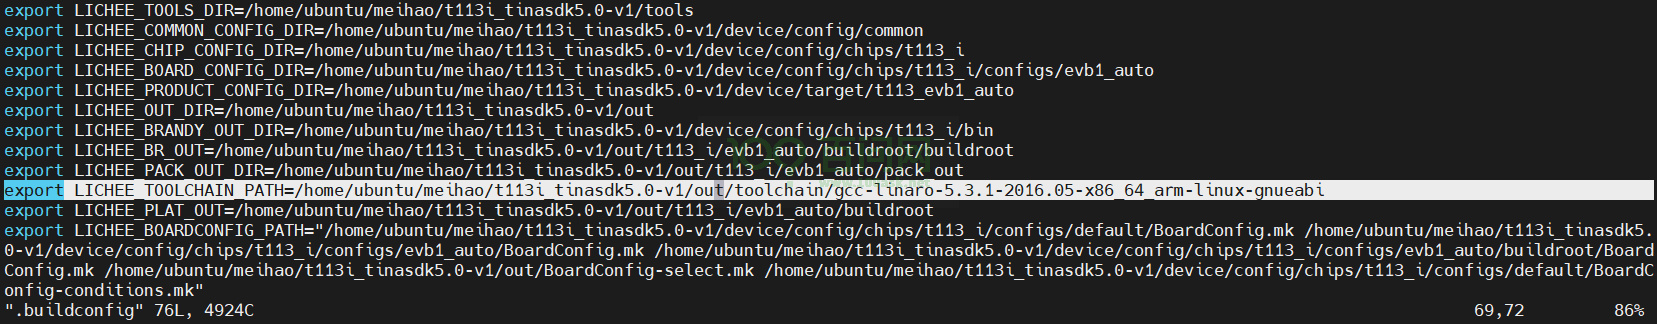 export LICHEE_TOOLS_DIR=/home/ubuntu/meihao/t113i_tinasdk5.0-v1/tools
export LICHEE_COMMON_CONFIG_DIR=/home/ubuntu/meihao/t113i_tinasdk5.0-v1/device/config/common
export LICHEE_CHIP_CONFIG_DIR=/home/ubuntu/meihao/t113i_tinasdk5.0-v1/device/config/chips/t113_i
export LICHEE_BOARD_CONFIG_DIR=/home/ubuntu/meihao/t113i_tinasdk5.0-v1/device/config/chips/t113_i/configs/evb1_auto
export LICHEE_PRODUCT_CONFIG_DIR=/home/ubuntu/meihao/t113i_tinasdk5.0-v1/device/target/t113_evb1_auto
export LICHEE_OUT_DIR=/home/ubuntu/meihao/t113i_tinasdk5.0-v1/out
export LICHEE_BRANDY_OUT_DIR=/home/ubuntu/meihao/t113i_tinasdk5.0-v1/device/config/chips/t113_i/bin
export LICHEE_BR_OUT=/home/ubuntu/meihao/t113i_tinasdk5.0-v1/out/t113_i/evb1_auto/buildroot/buildroot
export LICHEE_PACK_OUT_DIR=/home/ubuntu/meihao/t113i_tinasdk5.0-v1/out/t113_i/evb1_auto/pack_out
export LICHEE_TOOLCHAIN_PATH=/home/ubuntu/meihao/t113i_tinasdk5.0-v1/out/toolchain/gcc-linaro-5.3.1-2016.05-x86_64_arm-linux-gnueabi
export LICHEE_PLAT_OUT=/home/ubuntu/meihao/t113i_tinasdk5.0-v1/out/t113_i/evb1_auto/buildroot
export LICHEE_BOARDCONFIG_PATH="/home/ubuntu/meihao/t113i_tinasdk5.0-v1/device/config/chips/t113_i/configs/default/BoardConfig.mk /home/ubuntu/meihao/t113i_tinasdk5.
0-v1/device/config/chips/t113_i/configs/evb1_auto/BoardConfig.mk /home/ubuntu/meihao/t113i_tinasdk5.0-v1/device/config/chips/t113_i/configs/evb1_auto/buildroot/Board
Config.mk /home/ubuntu/meihao/t113i_tinasdk5.0-v1/out/BoardConfig-select.mk /home/ubuntu/meihao/t113i_tinasdk5.0-v1/device/config/chips/t113_i/configs/default/BoardC
onfig-conditions.mk"
".buildconfig" 76L, 4924C 69,72 86%